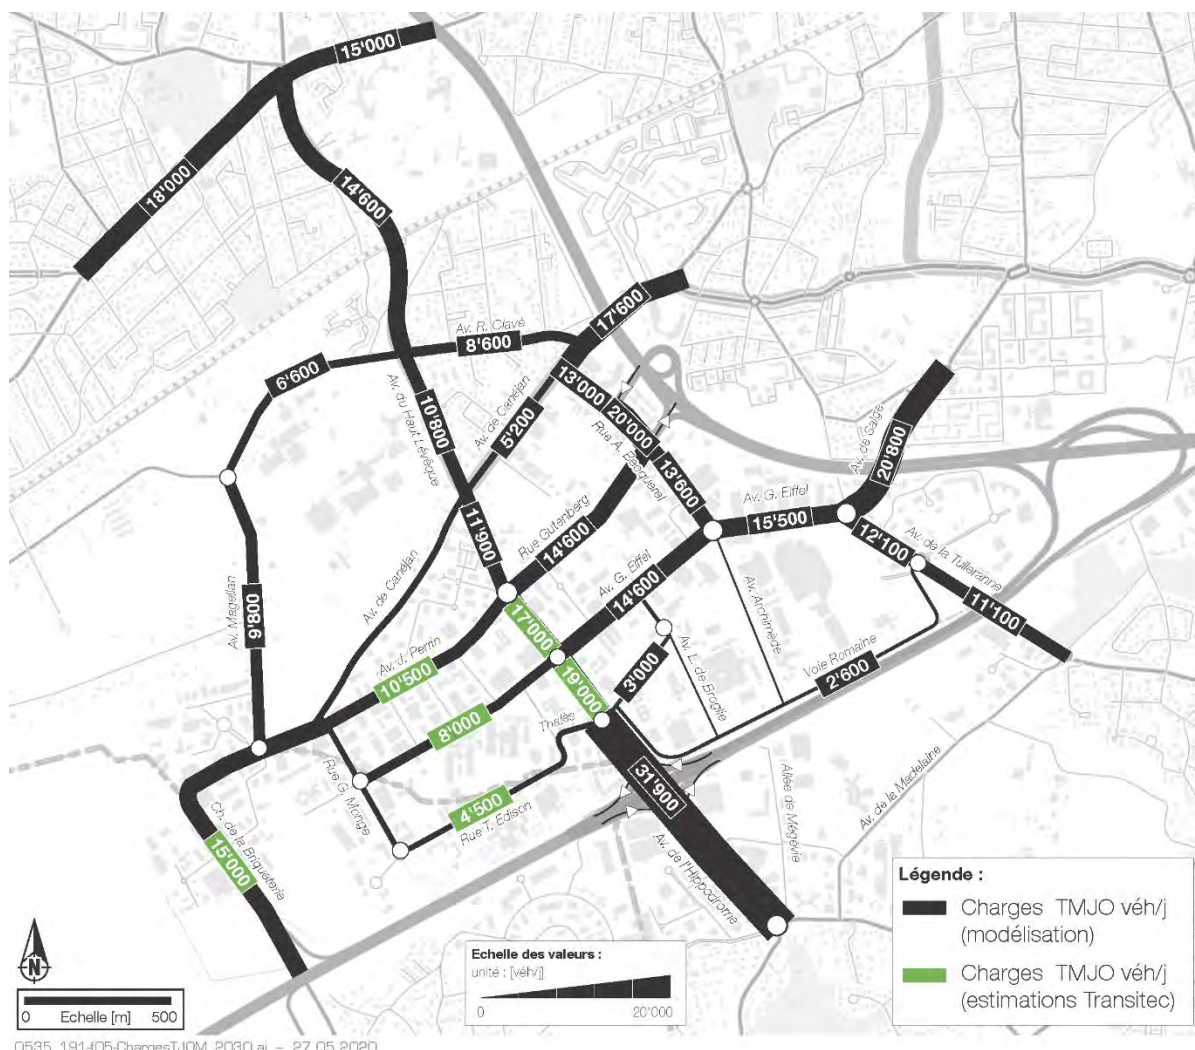 15'000
18'000
14'600
17'600
Av. R. Clavé
8'600
6'600
13'000
20'000
13'600
Av. du Haut Lévêque
10'800
Av. de Canéjan
5'200
Rue A. Becquerel
Av. de Saige
20'800
Av. G. Eiffel
15'500
12'100
Av. de la Tuileranne
11'100
11'900
Rue Gutenberg
14'600
Av. G. Eiffel
14'600
Av. de Canéjan
Av. Magellan
9'800
17'000
Av. Archimède
Av. J. Perrin
10'500
19'000
3'000
Av. L. de Broglie
Voie Romaine
2'600
8'000
Thalès
Rue G. Monge
4'500
Rue T. Edison
31'900
Allée de Mégévie
Av. de la Madelaine
Ch. de la Briqueterie
15'000
Av. de l'Hippodrome
Légende :
Charges TMJO véh/j
(modélisation)
Charges TMJO véh/j
(estimations Transitec)
Echelle des valeurs :
unité : [véh/j]
0 20'000
N
0 Echelle [m] 500
0535_191-f05-ChargesTJOM_2030.ai - 27.05.2020